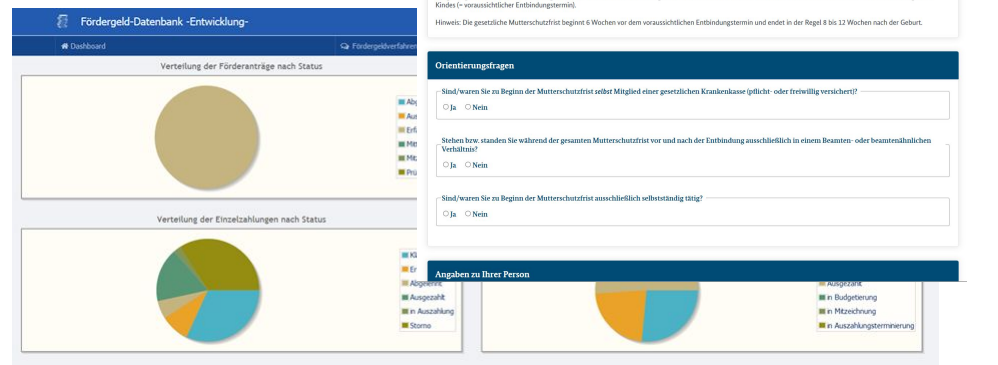 Fördergeld-Datenbank -Entwicklung-
Dashboard
Fördergeldverfahren
Verteilung der Förderanträge nach Status
Verteilung der Einzelzahlungen nach Status
Abgelehnt
Ausgezahlt
in Auszahlung
Storno
Kindes (= voraussichtlicher Entbindungstermin).
Hinweis: Die gesetzliche Mutterschutzfrist beginnt 6 Wochen vor dem voraussichtlichen Entbindungstermin und endet in der Regel 8 bis 12 Wochen nach der Geburt.
Orientierungsfragen
Sind/waren Sie zu Beginn der Mutterschutzfrist selbst Mitglied einer gesetzlichen Krankenkasse (pflicht- oder freiwillig versichert)?
Ja Nein
Stehen bzw. standen Sie während der gesamten Mutterschutzfrist vor und nach der Entbindung ausschließlich in einem Beamten- oder beamtenähnlichen
Verhältnis?
Ja Nein
Sind/waren Sie zu Beginn der Mutterschutzfrist ausschließlich selbstständig tätig?
Ja Nein
Angaben zu Ihrer Person
Ausgezahlt
in Budgetierung
in Mitzeichnung
in Auszahlungsterminierung